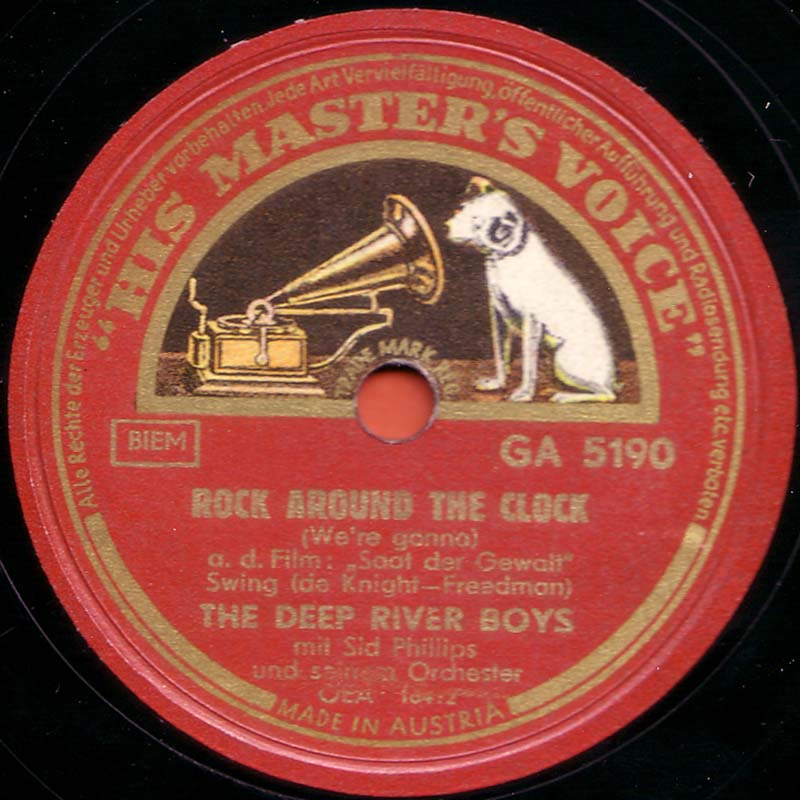 Alle Rechte der Erzeuger und Urheber vorbehalten. Jede Art Vervielfältigung, öffentlicher Aufführung und Radiosendung etc. verboten
"HIS MASTER'S VOICE"
TRADE MARK
BIEM
GA 5190
ROCK AROUND THE CLOCK
(We're gonna)
a. d. Film: „Saat der Gewalt"
Swing (de Knight—Freedman)
THE DEEP RIVER BOYS
mit Sid Phillips
und seinem Orchester
OEA
MADE IN AUSTRIA